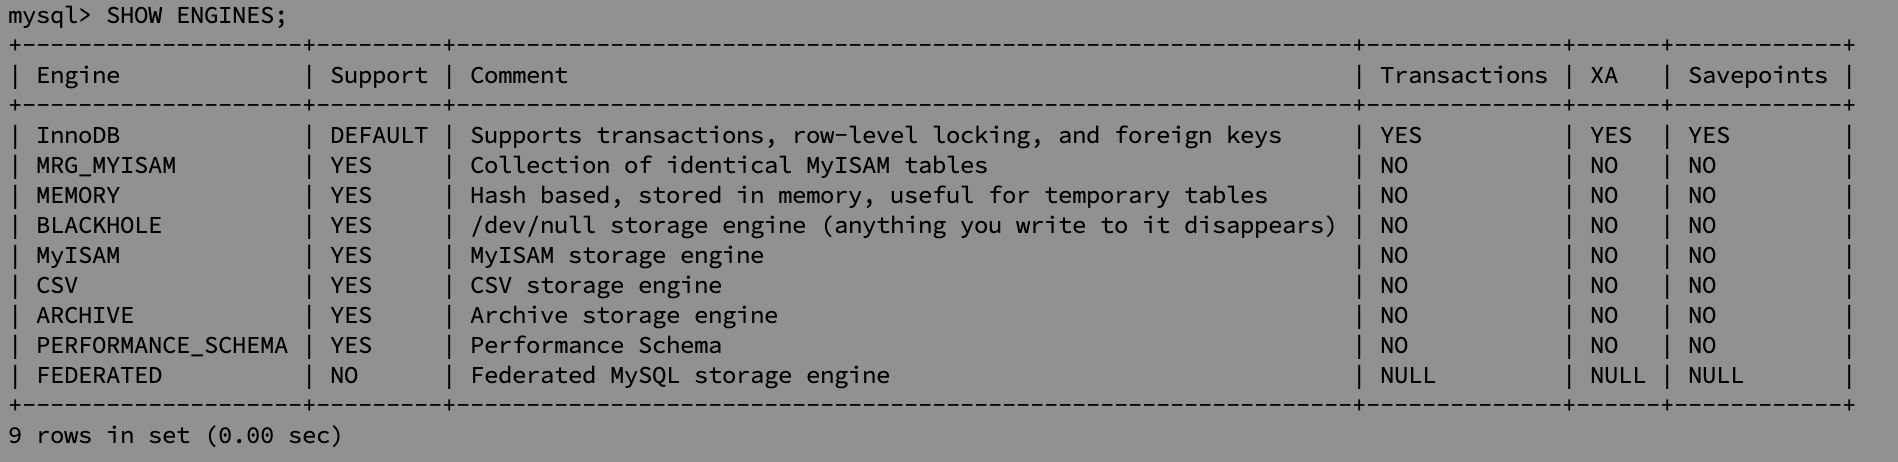 mysql> SHOW ENGINES;
+--------------------+---------+----------------------------------------------------------------+--------------+------+------------+
| Engine             | Support | Comment                                                        | Transactions | XA   | Savepoints |
+--------------------+---------+----------------------------------------------------------------+--------------+------+------------+
| InnoDB             | DEFAULT | Supports transactions, row-level locking, and foreign keys     | YES          | YES  | YES        |
| MRG_MYISAM         | YES     | Collection of identical MyISAM tables                          | NO           | NO   | NO         |
| MEMORY             | YES     | Hash based, stored in memory, useful for temporary tables      | NO           | NO   | NO         |
| BLACKHOLE          | YES     | /dev/null storage engine (anything you write to it disappears) | NO           | NO   | NO         |
| MyISAM             | YES     | MyISAM storage engine                                          | NO           | NO   | NO         |
| CSV                | YES     | CSV storage engine                                             | NO           | NO   | NO         |
| ARCHIVE            | YES     | Archive storage engine                                         | NO           | NO   | NO         |
| PERFORMANCE_SCHEMA | YES     | Performance Schema                                             | NO           | NO   | NO         |
| FEDERATED          | NO      | Federated MySQL storage engine                                 | NULL         | NULL | NULL       |
+--------------------+---------+----------------------------------------------------------------+--------------+------+------------+
9 rows in set (0.00 sec)